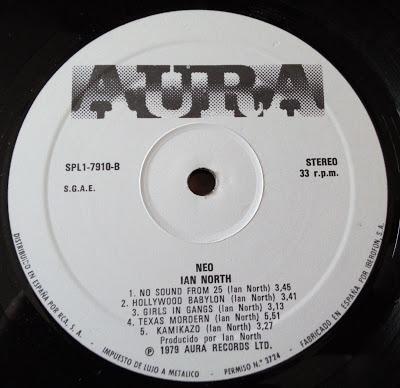 AURA
SPL1-7910-B
STEREO
S.G.A.E.
33 r.p.m.
NEO
IAN NORTH
1. NO SOUND FROM 25 (Ian North) 3,45
2. HOLLYWOOD BABYLON (Ian North) 3,41
3. GIRLS IN GANGS (Ian North) 3,13
4. TEXAS MORDERN (Ian North) 5,51
5. KAMIKAZO (Ian North) 3,27
Producido por Ian North
℗ 1979 AURA RECORDS LTD.
DISTRIBUIDO EN ESPAÑA POR RCA, S.A.
IMPUESTO DE LUJO A METALICO - PERMISO N.º 3724
FABRICADO EN ESPAÑA POR IBEROFON, S.A.